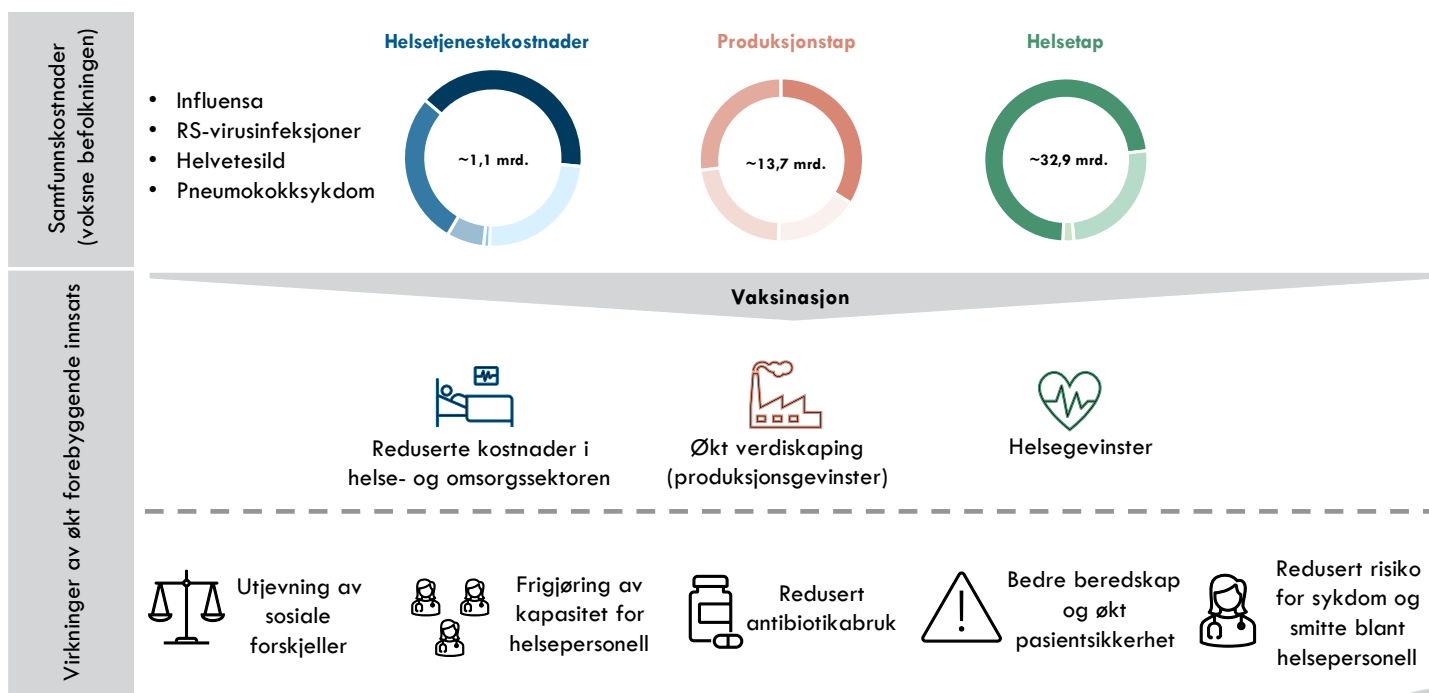 Samfunnskostnader
(voksne befolkningen)
• Influensa
• RS-virusinfeksjoner
• Helvetesild
• Pneumokokksykdom
Helsetjenestekostnader
~1,1 mrd.
Produksjonstap
~13,7 mrd.
Helsetap
~32,9 mrd.
Virkninger av økt forebyggende innsats
Vaksinasjon
Reduserte kostnader i
helse- og omsorgssektoren
Økt verdiskaping
(produksjonsgevinster)
Helsegevinster
Utjevning av
sosiale
forskjeller
Frigjøring av
kapasitet for
helsepersonell
Redusert
antibiotikabruk
Bedre beredskap
og økt
pasientsikkerhet
Redusert risiko
for sykdom og
smitte blant
helsepersonell